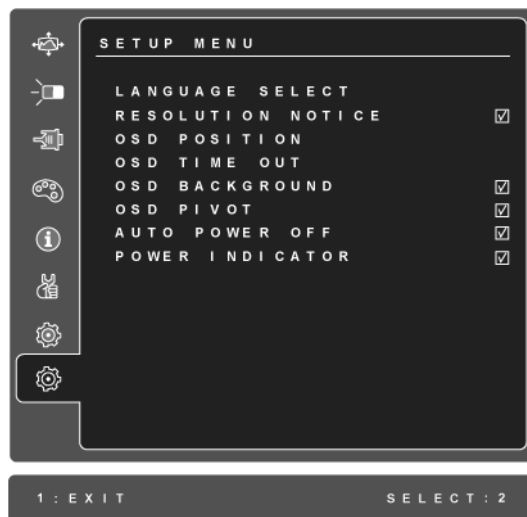 SETUP MENU
LANGUAGE SELECT
RESOLUTION NOTICE
OSD POSITION
OSD TIME OUT
OSD BACKGROUND
OSD PIVOT
AUTO POWER OFF
POWER INDICATOR
1:EXIT SELECT:2